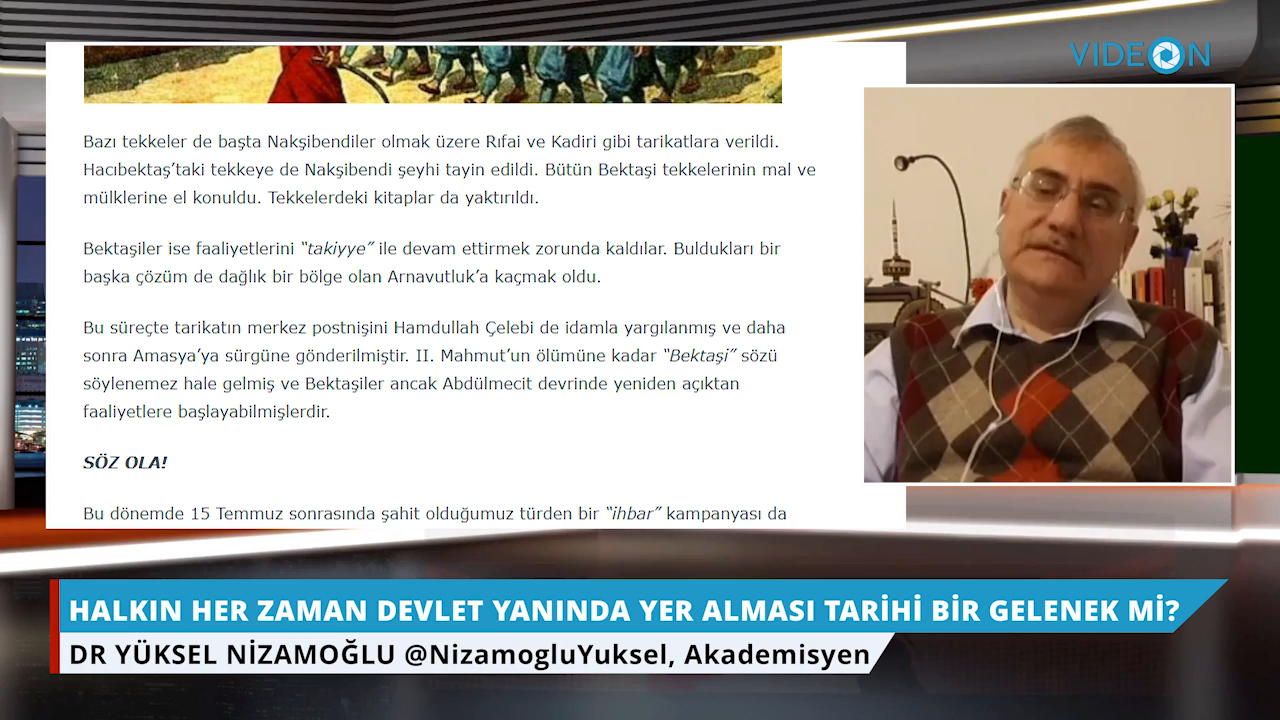 VIDEON
Bazı tekkeler de başta Nakşibendiler olmak üzere Rıfai ve Kadiri gibi tarikatlara verildi.
Hacıbektaş’taki tekkeye de Nakşibendi şeyhi tayin edildi. Bütün Bektaşi tekkelerinin mal ve
mülklerine el konuldu. Tekkelerdeki kitaplar da yaktırıldı.
Bektaşiler ise faaliyetlerini “takiyye” ile devam ettirmek zorunda kaldılar. Buldukları bir
başka çözüm de dağlık bir bölge olan Arnavutluk’a kaçmak oldu.
Bu süreçte tarikatın merkez postnişini Hamdullah Çelebi de idamla yargılanmış ve daha
sonra Amasya’ya sürgüne gönderilmiştir. II. Mahmut’un ölümüne kadar “Bektaşi” sözü
söylenemez hale gelmiş ve Bektaşiler ancak Abdülmecit devrinde yeniden açıktan
faaliyetlere başlayabilmişlerdir.
SÖZ OLA!
Bu dönemde 15 Temmuz sonrasında şahit olduğumuz türden bir “ihbar” kampanyası da
HALKIN HER ZAMAN DEVLET YANINDA YER ALMASI TARİHİ BİR GELENEK Mİ?
DR YÜKSEL NİZAMOĞLU @NizamogluYuksel, Akademisyen